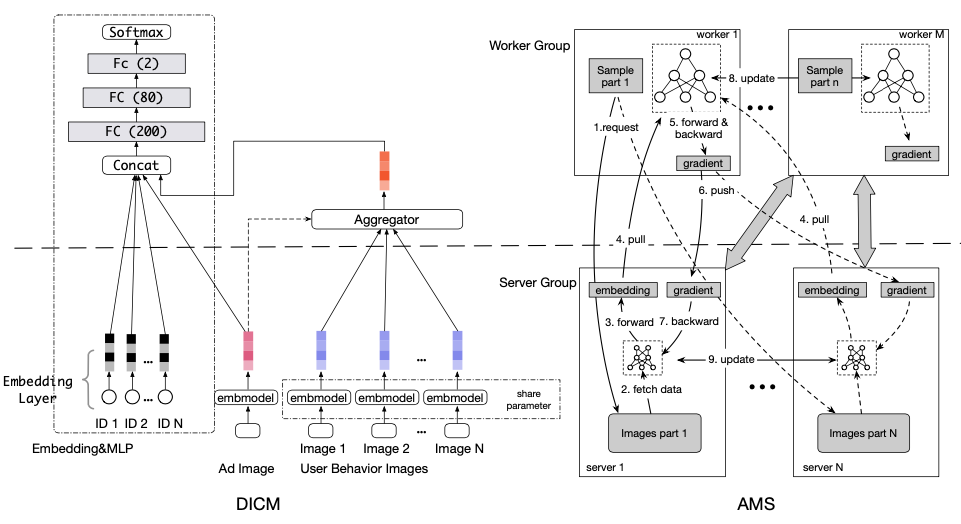 Softmax
Fc (2)
FC (80)
FC (200)
Concat
Aggregator
Embedding
Layer
...
...
...
ID 1 ID 2 ID N
Embedding&MLP
embmodel
embmodel
embmodel
embmodel
share
parameter
...
Ad Image
Image 1 Image 2 Image N
User Behavior Images
DICM
Worker Group
worker 1
worker M
Sample
part 1
8. update
Sample
part n
1.request
5. forward &
backward
gradient
gradient
6. push
4. pull
4. pull
Server Group
embedding
gradient
embedding
gradient
3. forward
7. backward
9. update
2. fetch data
Images part 1
Images part N
server 1
server N
AMS